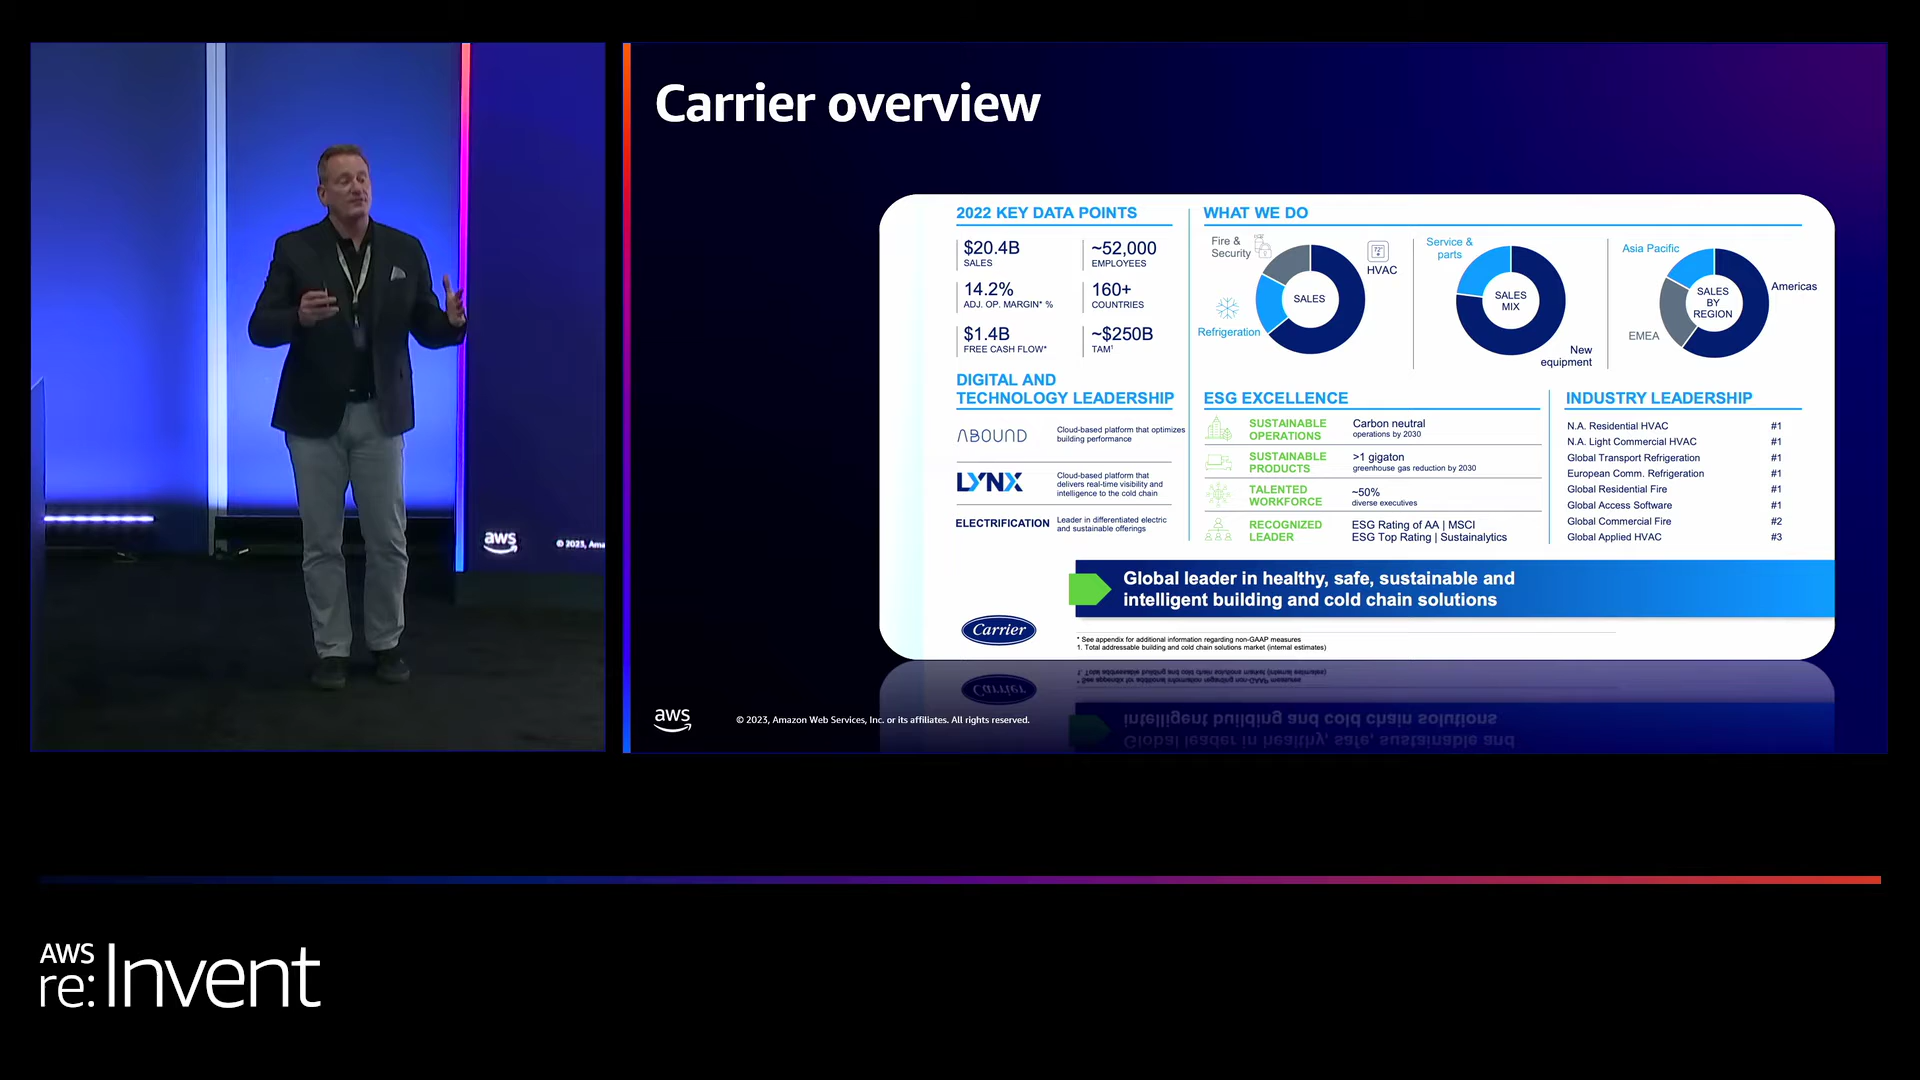 aws
© 2023, Ama
Carrier overview
2022 KEY DATA POINTS
$20.4B
SALES
~52,000
EMPLOYEES
14.2%
ADJ. OP. MARGIN* %
160+
COUNTRIES
$1.4B
FREE CASH FLOW*
~$250B
TAM¹
WHAT WE DO
Fire &
Security
72°
HVAC
SALES
Refrigeration
Service &
parts
SALES
MIX
New
equipment
Asia Pacific
SALES
BY
REGION
Americas
EMEA
DIGITAL AND
TECHNOLOGY LEADERSHIP
ABOUND
Cloud-based platform that optimizes
building performance
LYNX
Cloud-based platform that
delivers real-time visibility and
intelligence to the cold chain
ELECTRIFICATION
Leader in differentiated electric
and sustainable offerings
ESG EXCELLENCE
SUSTAINABLE
OPERATIONS
Carbon neutral
operations by 2030
SUSTAINABLE
PRODUCTS
>1 gigaton
greenhouse gas reduction by 2030
TALENTED
WORKFORCE
~50%
diverse executives
RECOGNIZED
LEADER
ESG Rating of AA | MSCI
ESG Top Rating | Sustainalytics
INDUSTRY LEADERSHIP
N.A. Residential HVAC #1
N.A. Light Commercial HVAC #1
Global Transport Refrigeration #1
European Comm. Refrigeration #1
Global Residential Fire #1
Global Access Software #1
Global Commercial Fire #2
Global Applied HVAC #3
Global leader in healthy, safe, sustainable and
intelligent building and cold chain solutions
Carrier
* See appendix for additional information regarding non-GAAP measures
1. Total addressable building and cold chain solutions market (internal estimates)
aws
© 2023, Amazon Web Services, Inc. or its affiliates. All rights reserved.
AWS
re:Invent